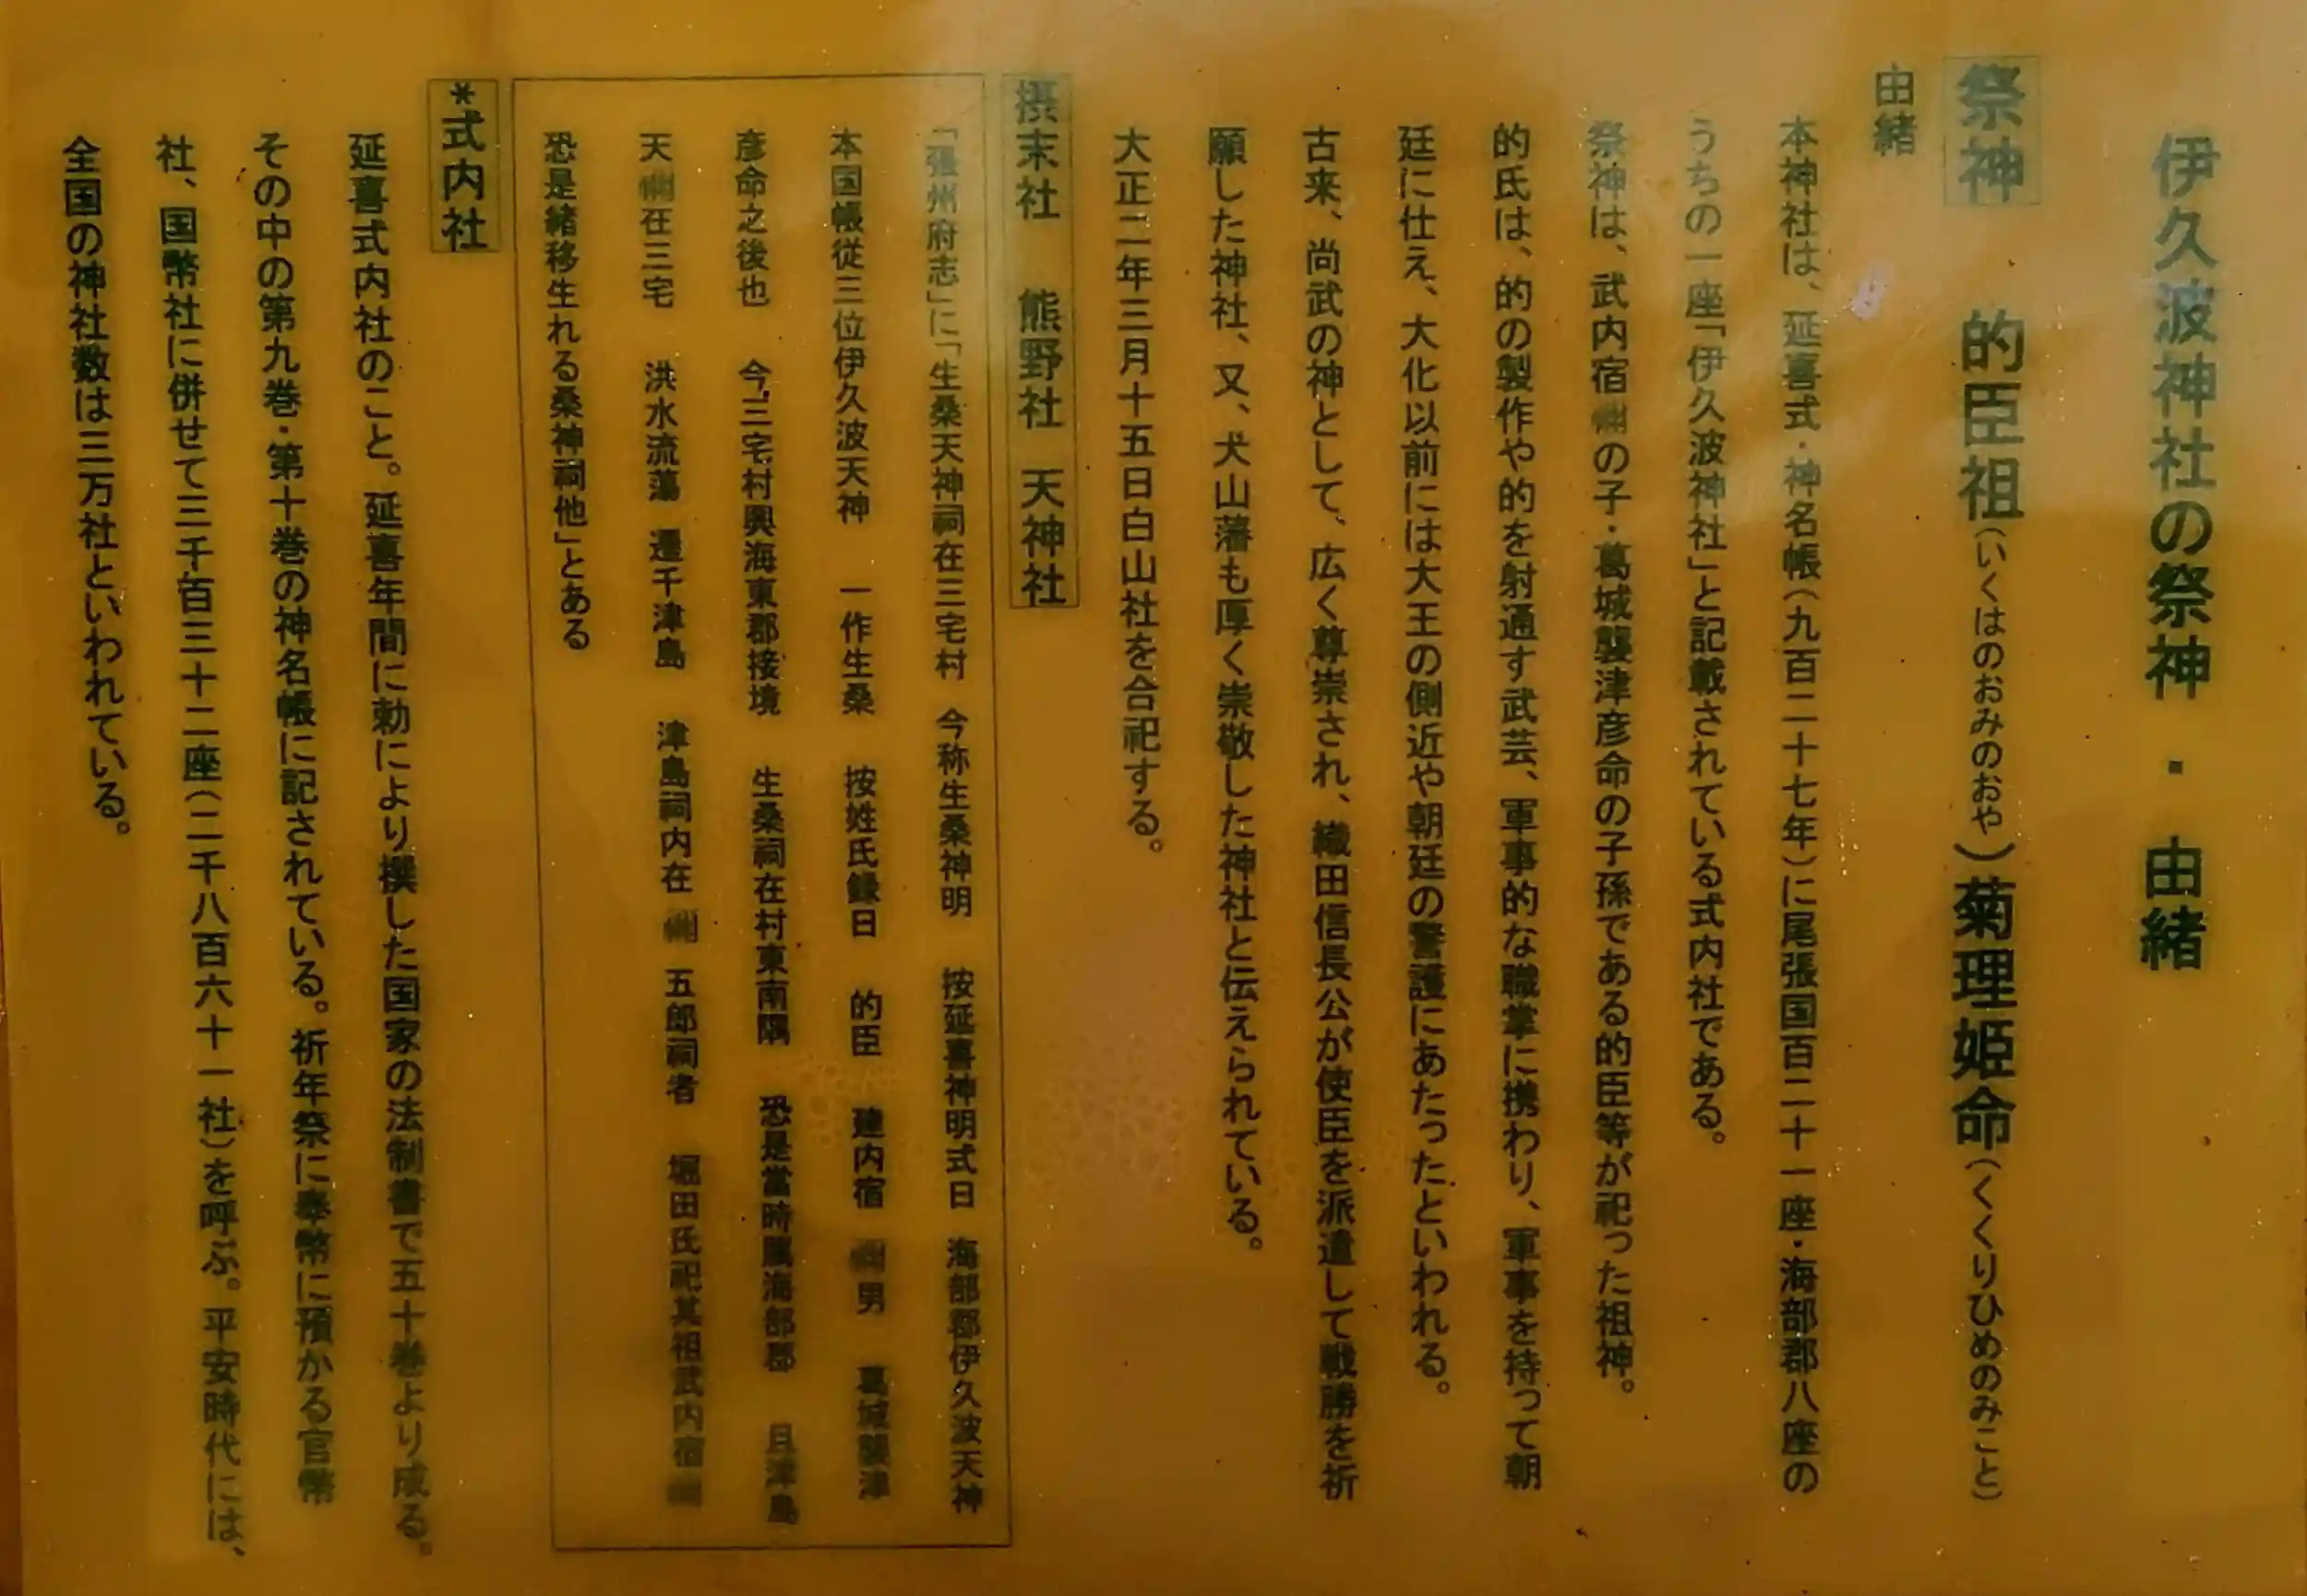 伊久波神社の祭神・由緒
祭神 的臣祖(いくはのおみのおや)菊理姫命(くくりひめのみこと)
由緒
本神社は、延喜式・神名帳(九百二十七年)に尾張国百二十一座・海部郡八座の
うちの一座「伊久波神社」と記載されている式内社である。
祭神は、武内宿の子・葛城襲津彦命の子孫である的臣等が祀った祖神。
的氏は、的の製作や的を射通す武芸、軍事的な職掌に携わり、軍事を持って朝
廷に仕え、大化以前には大王の側近や朝廷の警護にあたったといわれる。
古来、尚武の神として、広く尊崇され、織田信長公が使臣を派遣して戦勝を祈
願した神社、又、犬山藩も厚く崇敬した神社と伝えられている。
大正二年三月十五日白山社を合祀する。
摂末社 熊野社 天神社
「張州府志」に「生桑天神祠在三宅村 今称生桑神明 按延喜神明式日 海部郡伊久波天神
本国帳従三位伊久波天神 一作生桑 按姓氏録日 的臣 建内宿 男 葛城襲津
彦命之後也 今三宅村興海東郡接境 生桑祠在村東南隅 恐是當時属海部郡 且津島
天 在三宅 洪水流蕩 遷千津島 津島祠内在 五郎祠者 堀田氏祀其祖武内宿
恐是緒移生れる桑神祠他」とある
*式内社
延喜式内社のこと。延喜年間に勅により撰した国家の法制書で五十巻より成る。
その中の第九巻・第十巻の神名帳に記されている。祈年祭に奉幣に預かる官幣
社、国幣社に併せて三千百三十二座(二千八百六十一社)を呼ぶ。平安時代には、
全国の神社数は三万社といわれている。